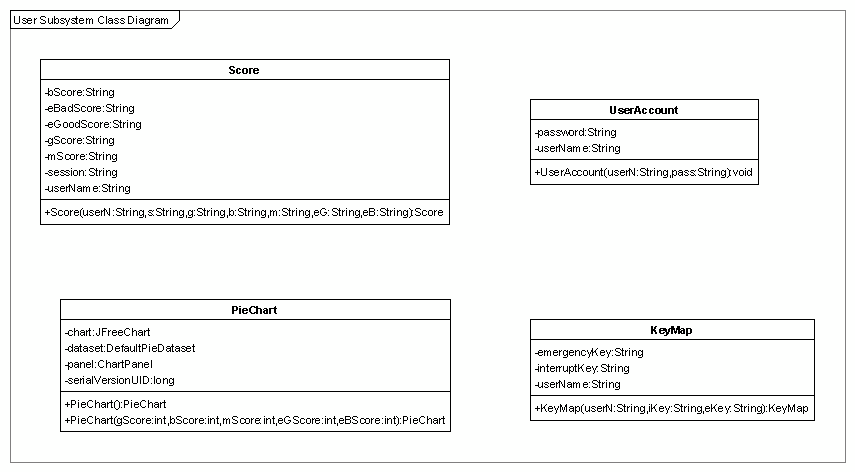 User Subsystem Class Diagram
Score
-bScore:String
-eBadScore:String
-eGoodScore:String
-gScore:String
-mScore:String
-session:String
-userName:String
+Score(userN:String,s:String,g:String,b:String,m:String,eG:String,eB:String):Score
UserAccount
-password:String
-userName:String
+UserAccount(userN:String,pass:String):void
PieChart
-chart:JFreeChart
-dataset:DefaultPieDataset
-panel:ChartPanel
-serialVersionUID:long
+PieChart():PieChart
+PieChart(gScore:int,bScore:int,mScore:int,eGScore:int,eBScore:int):PieChart
KeyMap
-emergencyKey:String
-interruptKey:String
-userName:String
+KeyMap(userN:String,iKey:String,eKey:String):KeyMap